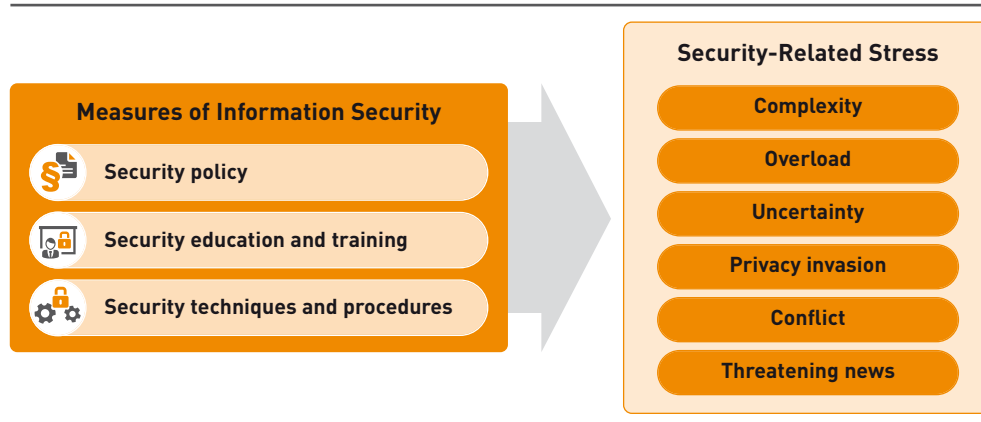 Measures of Information Security
§
Security policy
Security education and training
Security techniques and procedures
Security-Related Stress
Complexity
Overload
Uncertainty
Privacy invasion
Conflict
Threatening news